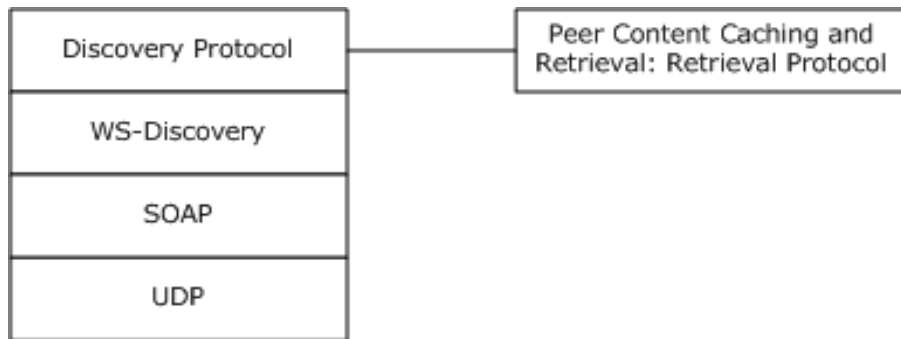 Discovery Protocol
Peer Content Caching and
Retrieval: Retrieval Protocol
WS-Discovery
SOAP
UDP